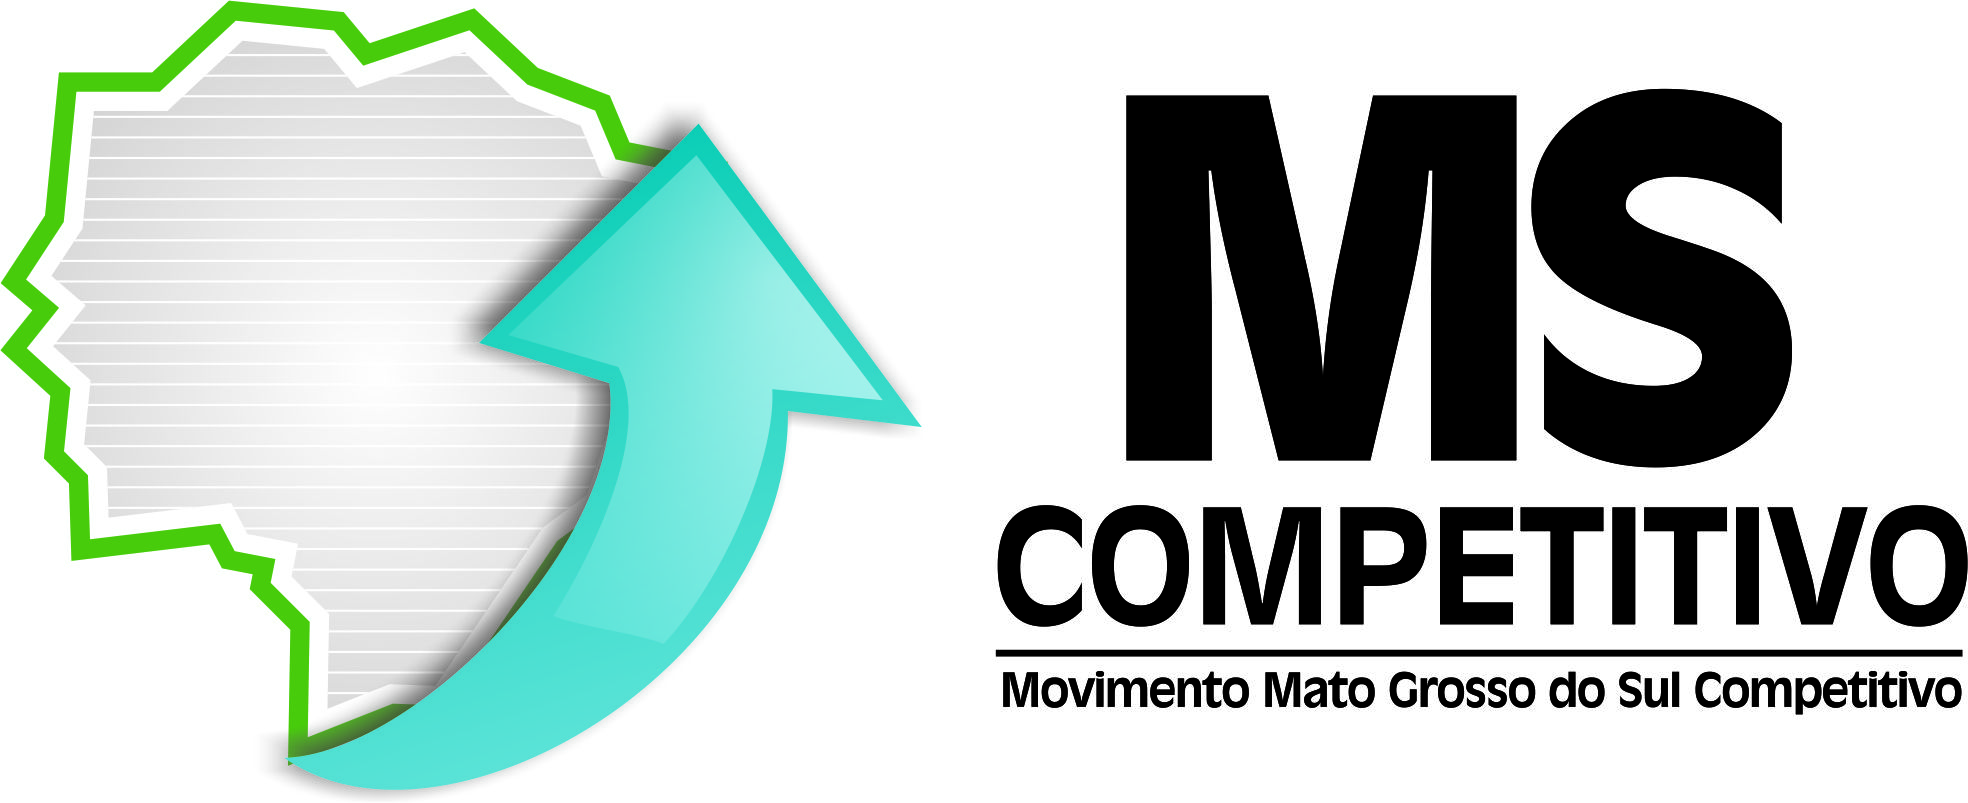 MS
COMPETITIVO
Movimento Mato Grosso do Sul Competitivo